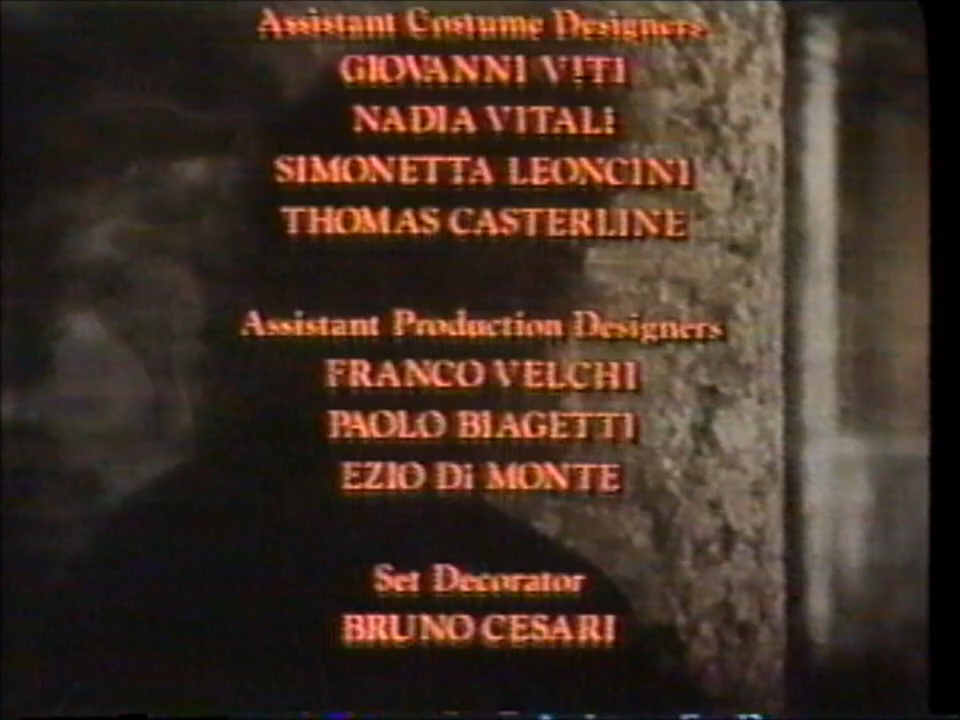 Assistant Costume Designers
GIOVANNI VITI
NADIA VITALI
SIMONETTA LEONCINI
THOMAS CASTERLINE
Assistant Production Designers
FRANCO VELCHI
PAOLO BIAGETTI
EZIO Di MONTE
Set Decorator
BRUNO CESARI